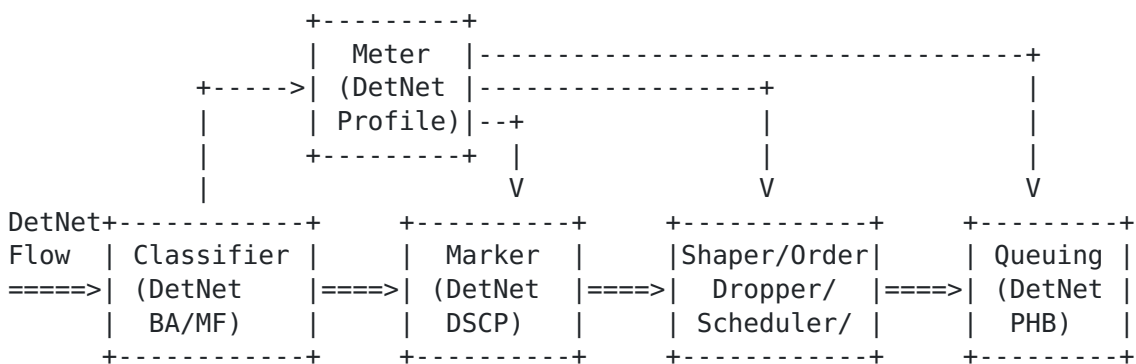 +---------+
              |  Meter  |-----------------------------------+
       +----->| (DetNet |------------------+                |
       |      | Profile)|--+               |                |
       |      +---------+  |               |                |
       |                   V               V                V
DetNet+------------+     +----------+     +------------+     +---------+
Flow  | Classifier |     |  Marker  |     |Shaper/Order|     | Queuing |
=====>| (DetNet    |====>| (DetNet  |====>|  Dropper/  |====>| (DetNet |
      |  BA/MF)    |     |  DSCP)   |     | Scheduler/ |     |  PHB)   |
      +------------+     +----------+     +------------+     +---------+